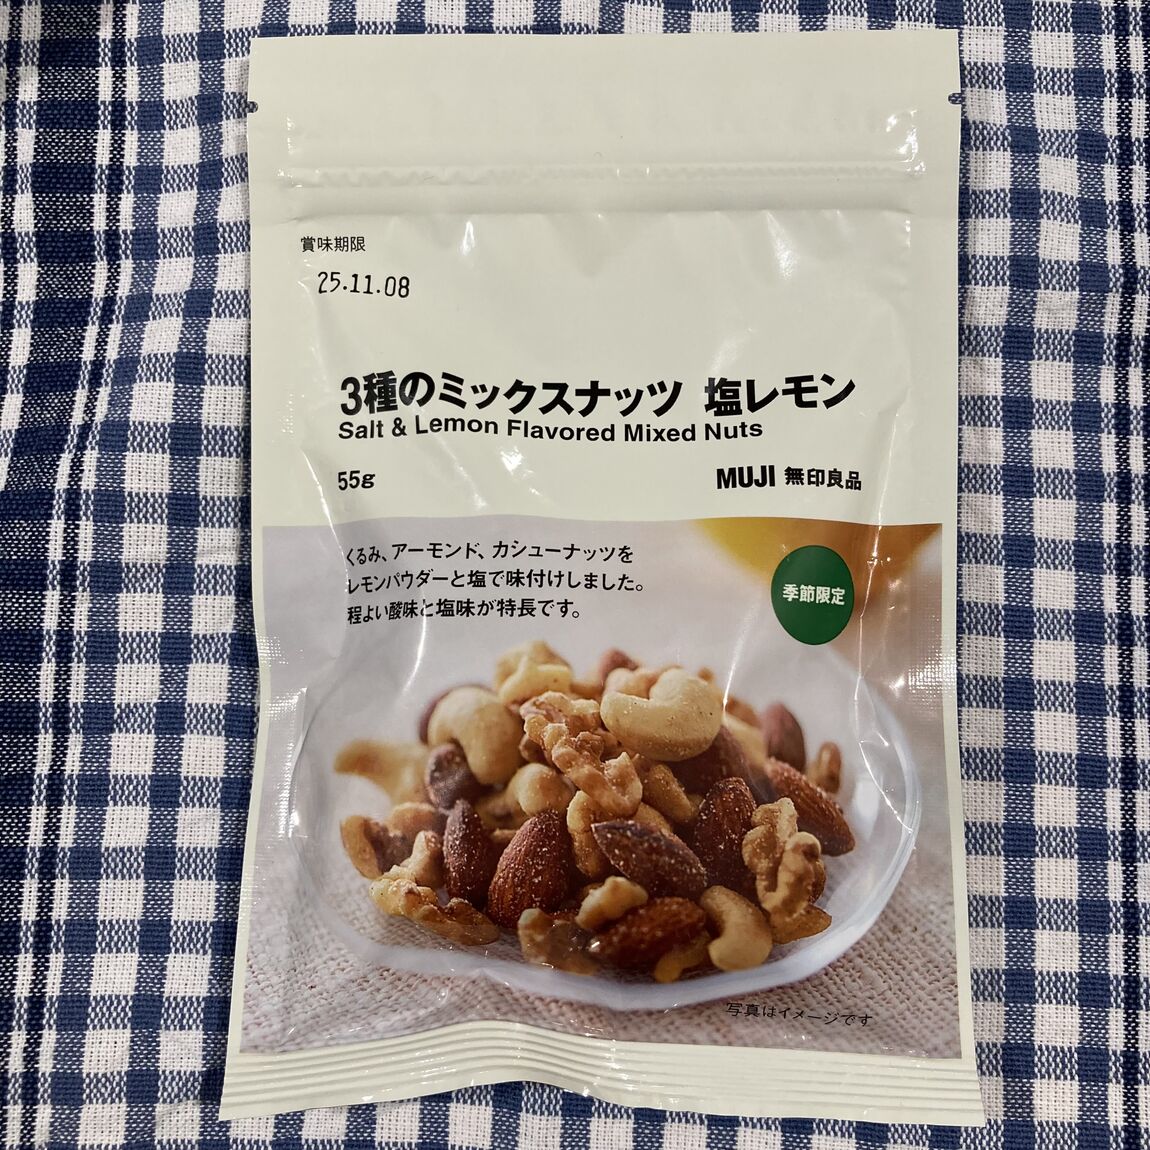 賞味期限
25.11.08
3種のミックスナッツ 塩レモン
Salt & Lemon Flavored Mixed Nuts
55g
MUJI 無印良品
くるみ、アーモンド、カシューナッツを
レモンパウダーと塩で味付けしました。
程よい酸味と塩味が特長です。
季節限定
写真はイメージです